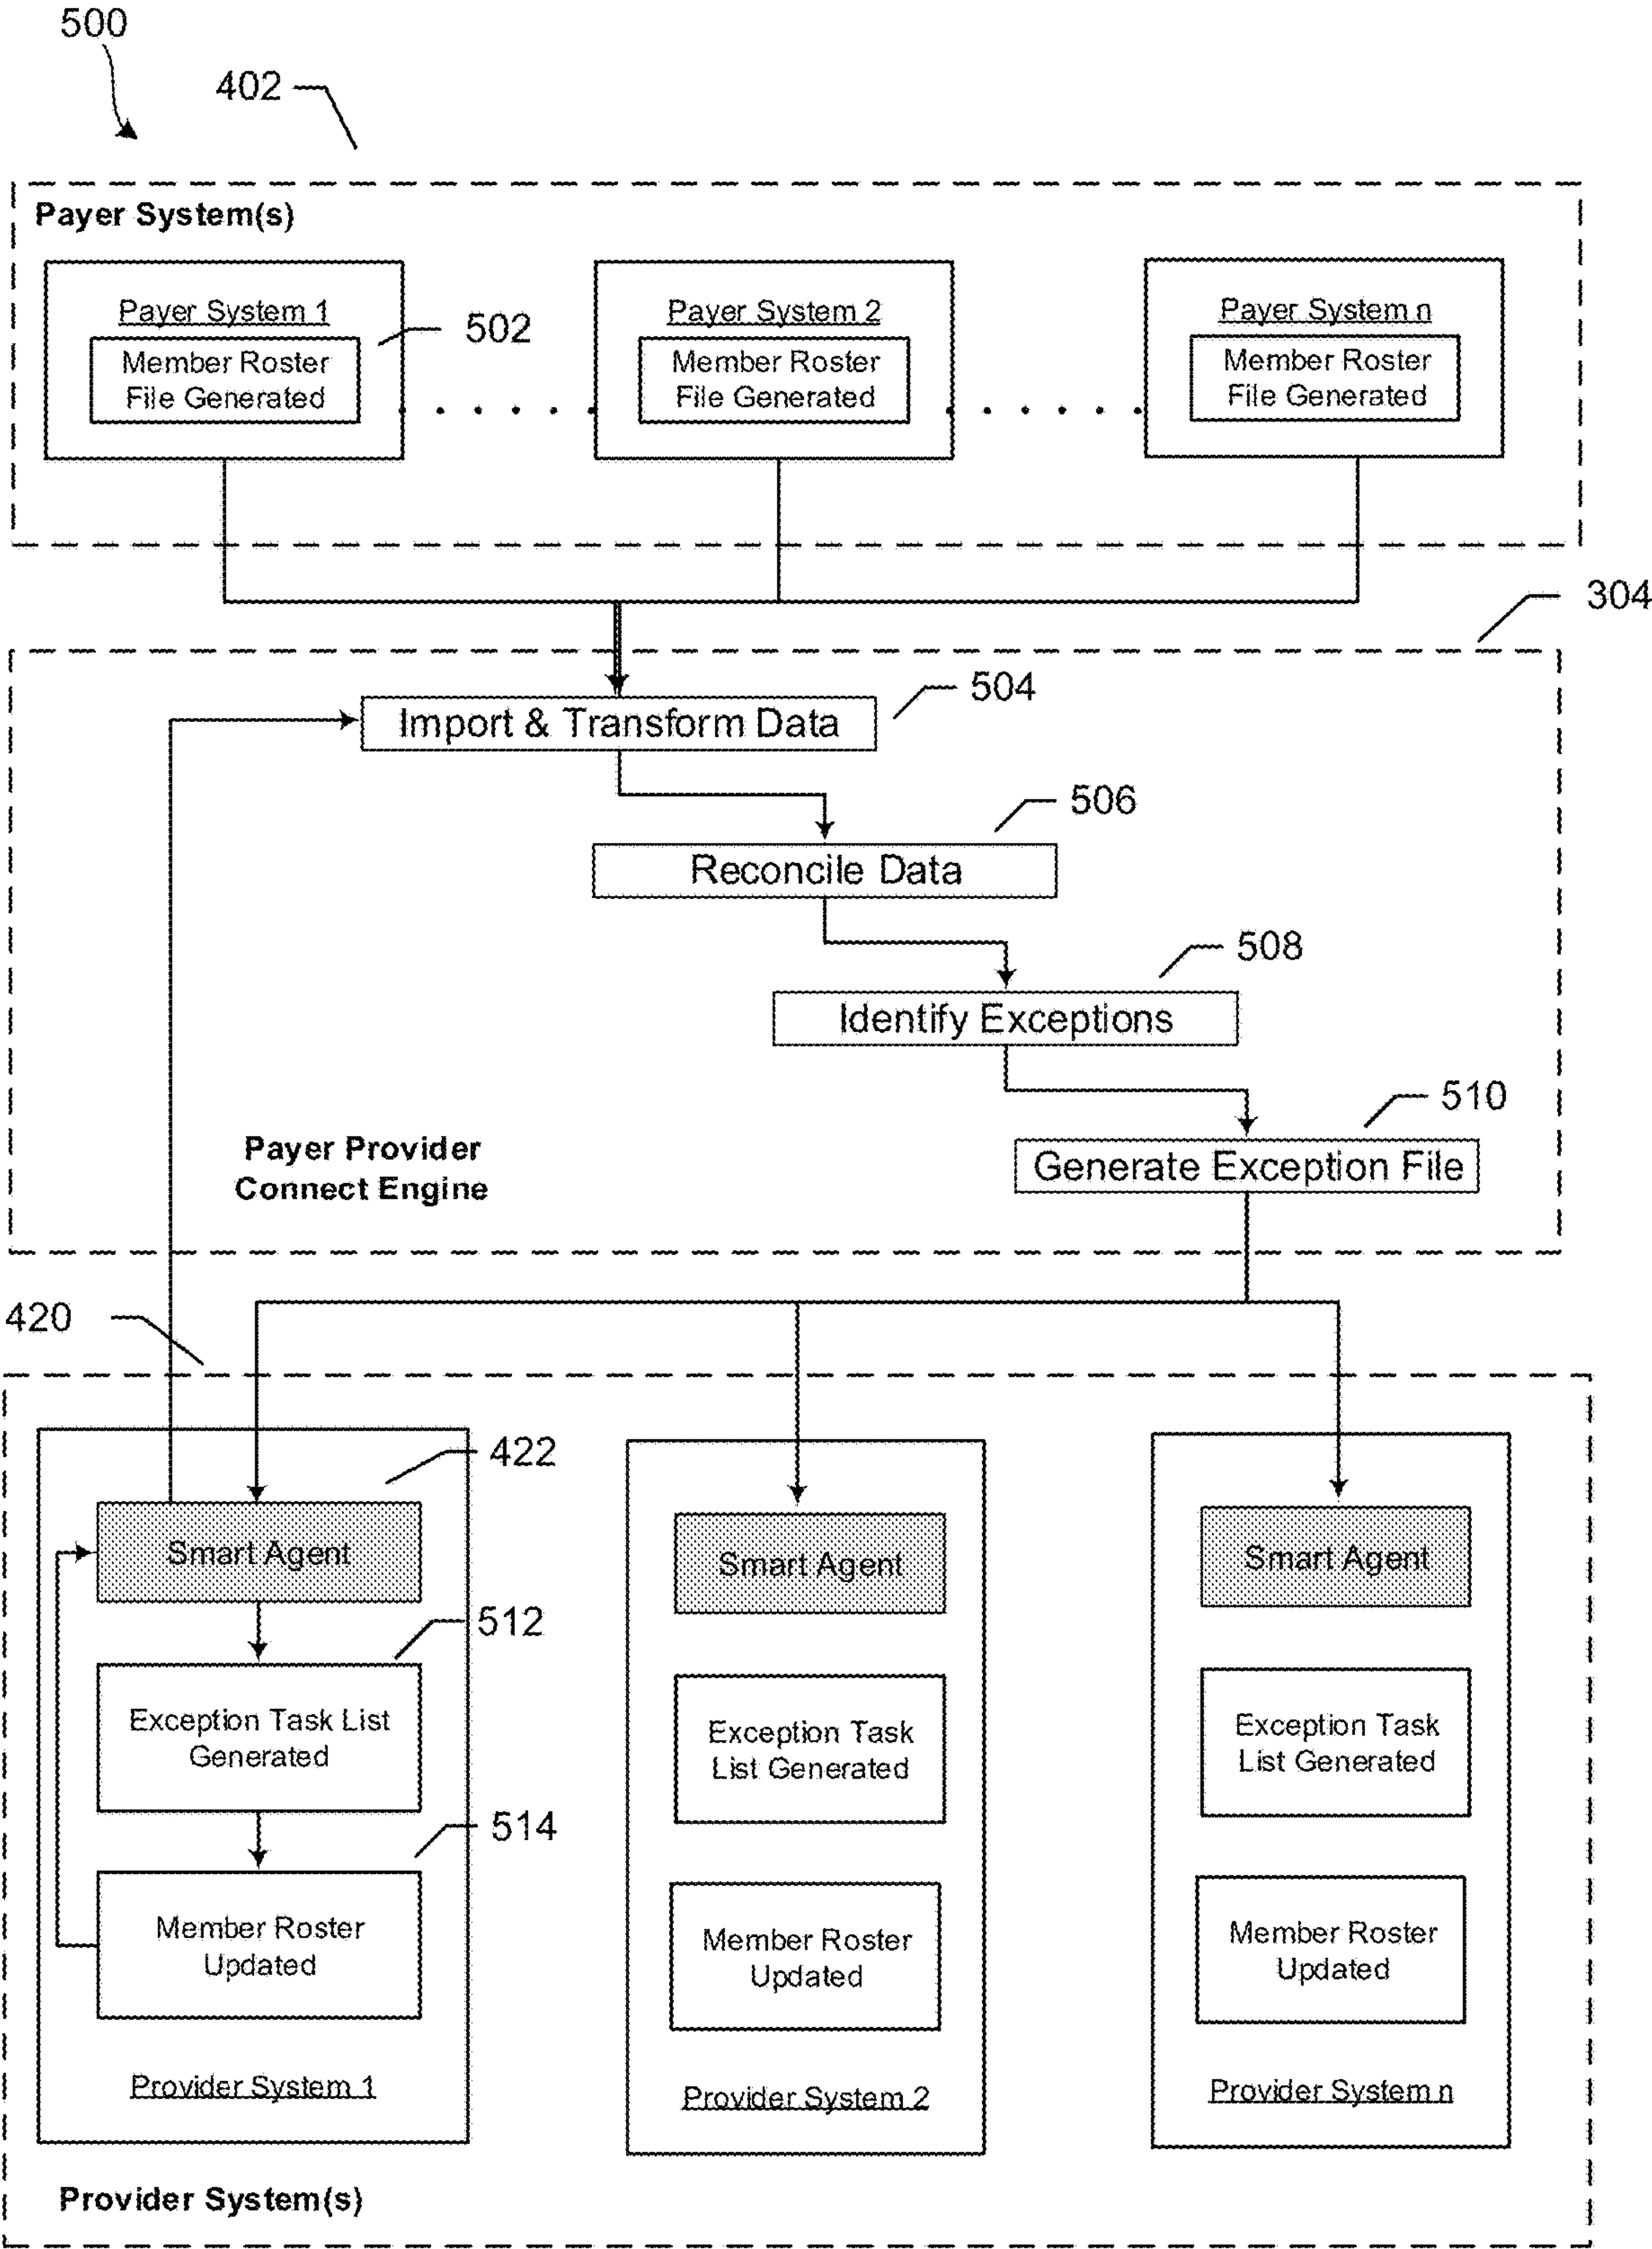 500
402
Payer System(s)
Payer System 1
502
Member Roster
File Generated
Payer System 2
Member Roster
File Generated
Payer System n
Member Roster
File Generated
304
504
Import & Transform Data
506
Reconcile Data
508
Identify Exceptions
510
Generate Exception File
Payer Provider
Connect Engine
420
422
Smart Agent
512
Exception Task List
Generated
514
Member Roster
Updated
Provider System 1
Smart Agent
Exception Task
List Generated
Member Roster
Updated
Provider System 2
Smart Agent
Exception Task
List Generated
Member Roster
Updated
Provider System n
Provider System(s)